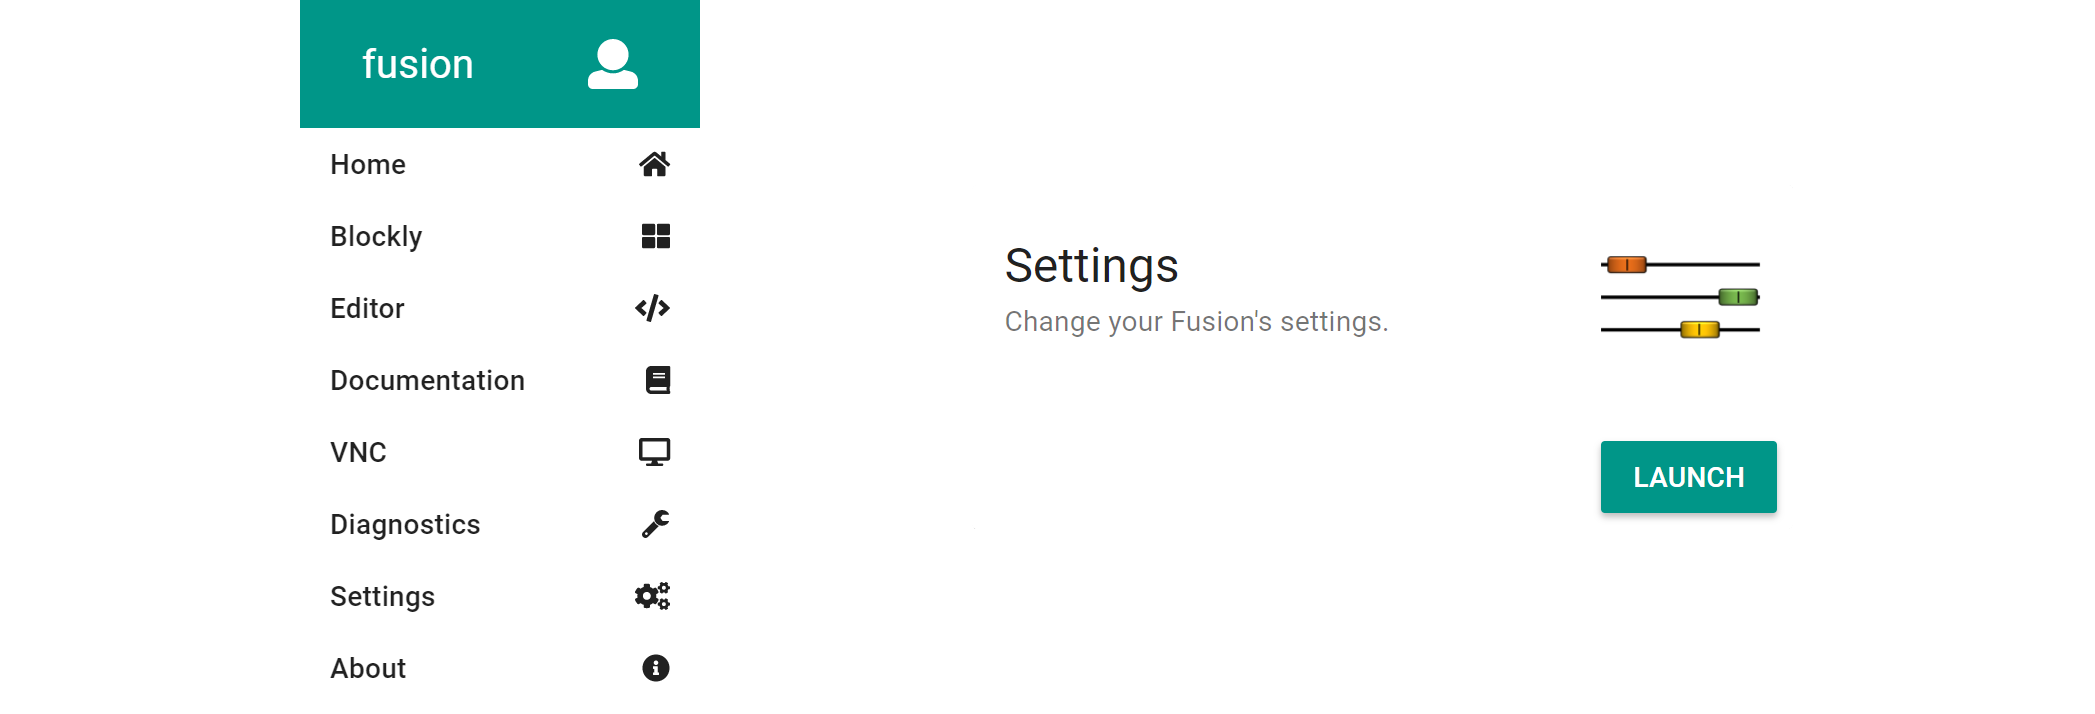 fusion
Home
Blockly
Editor
Documentation
VNC
Diagnostics
Settings
About
Settings
Change your Fusion's settings.
LAUNCH